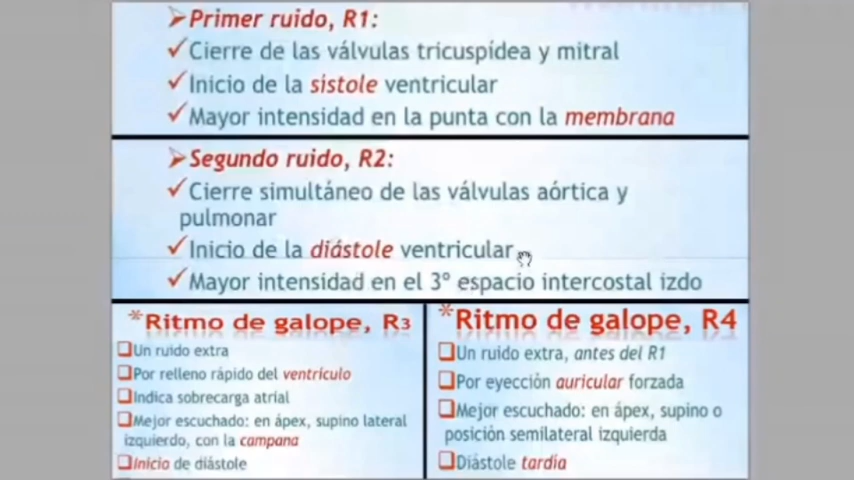 Primer ruido, R1:
Cierre de las válvulas tricuspídea y mitral
Inicio de la sístole ventricular
Mayor intensidad en la punta con la membrana
Segundo ruido, R2:
Cierre simultáneo de las válvulas aórtica y
pulmonar
Inicio de la diástole ventricular
Mayor intensidad en el 3º espacio intercostal izdo
*Ritmo de galope, R3
Un ruido extra
Por relleno rápido del ventrículo
Indica sobrecarga atrial
Mejor escuchado: en ápex, supino lateral
izquierdo, con la campana
Inicio de diástole
*Ritmo de galope, R4
Un ruido extra, antes del R1
Por eyección auricular forzada
Mejor escuchado: en ápex, supino o
posición semilateral izquierda
Diástole tardía